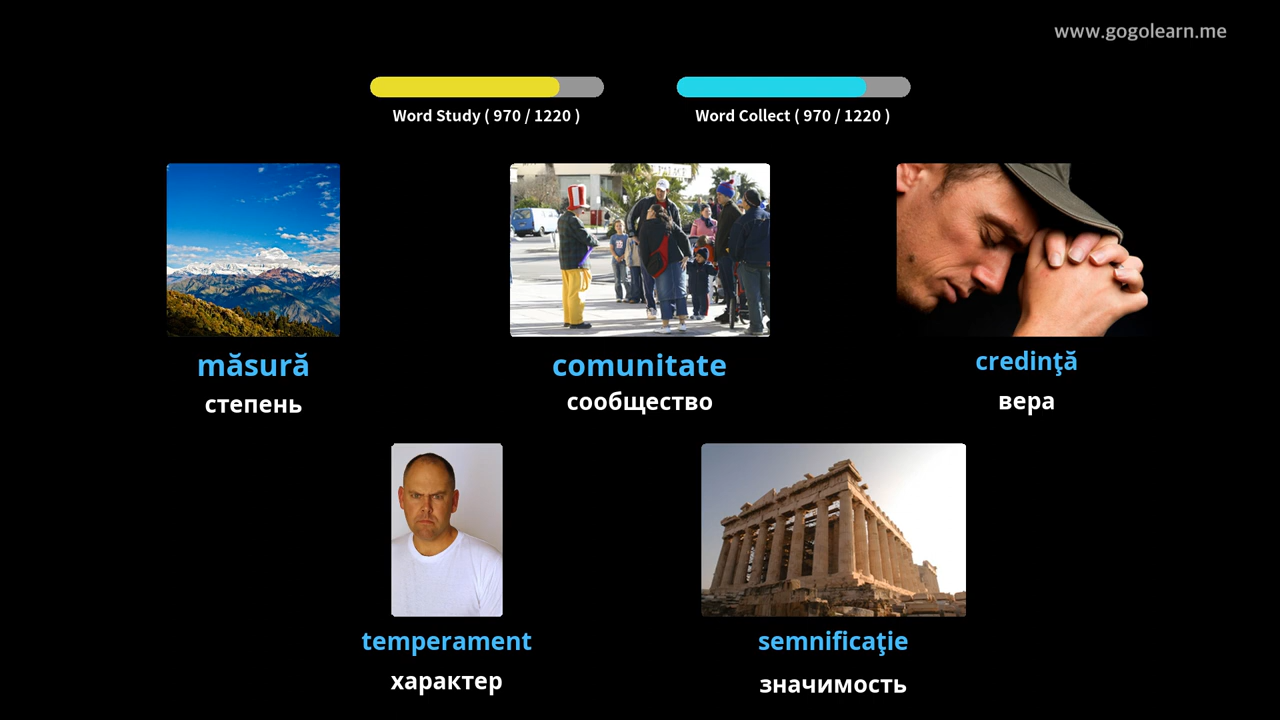 www.gogolearn.me
Word Study ( 970 / 1220 )
Word Collect ( 970 / 1220 )
măsură
степень
comunitate
сообщество
credinţă
вера
temperament
характер
semnificaţie
значимость